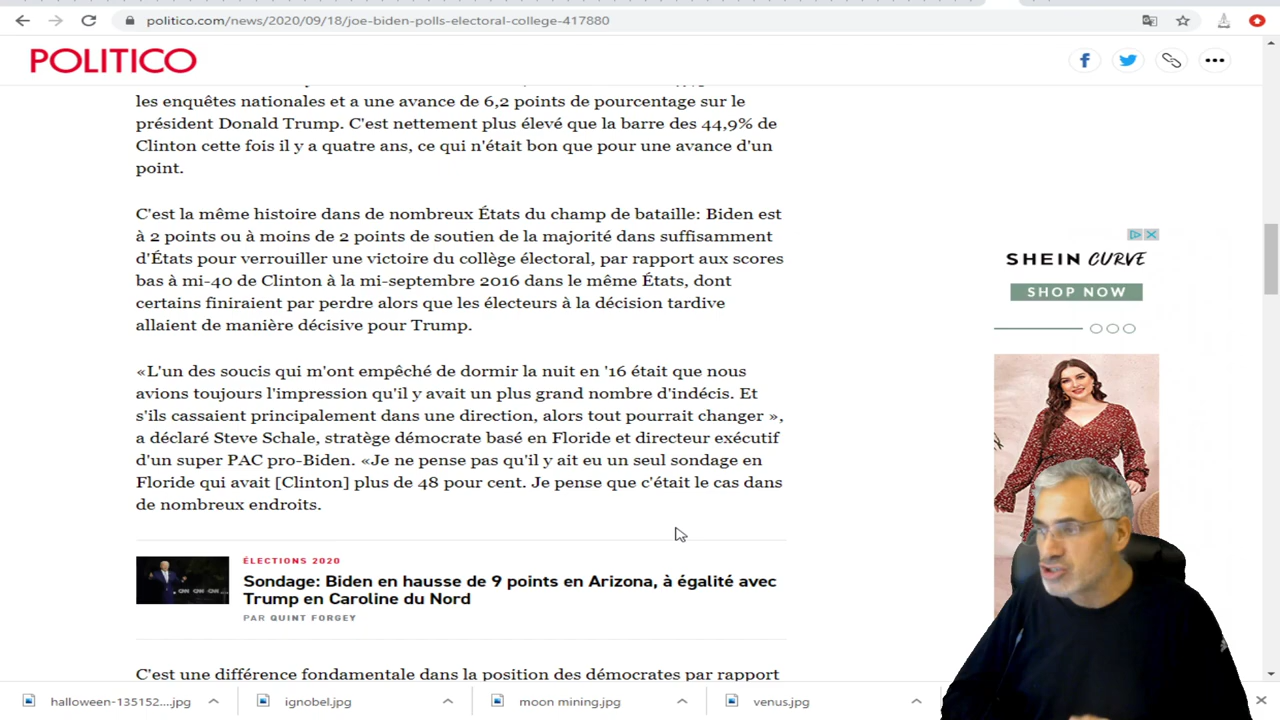 politico.com/news/2020/09/18/joe-biden-polls-electoral-college-417880
POLITICO
les enquêtes nationales et a une avance de 6,2 points de pourcentage sur le
président Donald Trump. C'est nettement plus élevé que la barre des 44,9% de
Clinton cette fois il y a quatre ans, ce qui n'était bon que pour une avance d'un
point.
C'est la même histoire dans de nombreux États du champ de bataille: Biden est
à 2 points ou à moins de 2 points de soutien de la majorité dans suffisamment
d'États pour verrouiller une victoire du collège électoral, par rapport aux scores
bas à mi-40 de Clinton à la mi-septembre 2016 dans le même États, dont
certains finiraient par perdre alors que les électeurs à la décision tardive
allaient de manière décisive pour Trump.
«L'un des soucis qui m'ont empêché de dormir la nuit en '16 était que nous
avions toujours l'impression qu'il y avait un plus grand nombre d'indécis. Et
s'ils cassaient principalement dans une direction, alors tout pourrait changer »,
a déclaré Steve Schale, stratège démocrate basé en Floride et directeur exécutif
d'un super PAC pro-Biden. «Je ne pense pas qu'il y ait eu un seul sondage en
Floride qui avait [Clinton] plus de 48 pour cent. Je pense que c'était le cas dans
de nombreux endroits.
ÉLECTIONS 2020
Sondage: Biden en hausse de 9 points en Arizona, à égalité avec
Trump en Caroline du Nord
PAR QUINT FORGEY
C'est une différence fondamentale dans la position des démocrates par rapport
SHEIN CURVE
SHOP NOW
halloween-135152....jpg
ignobel.jpg
moon mining.jpg
venus.jpg